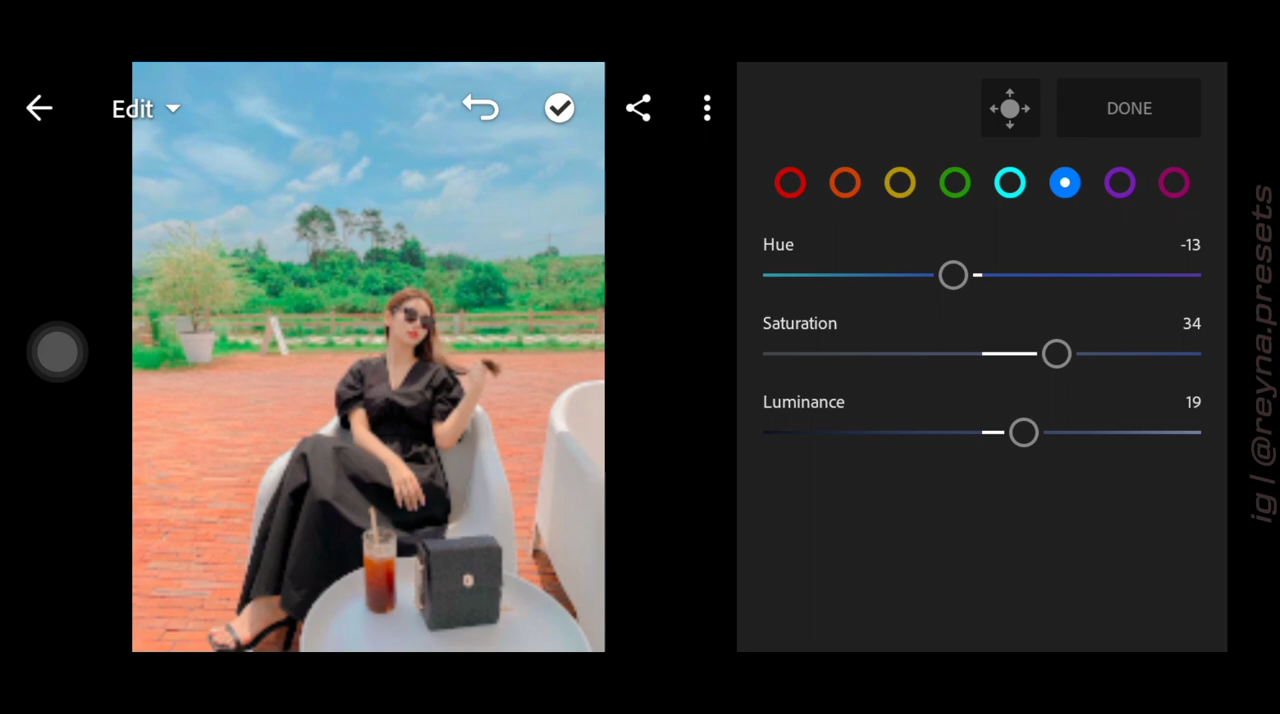 Edit
DONE
Hue
-13
Saturation
34
Luminance
19
ig | @reyna.presets